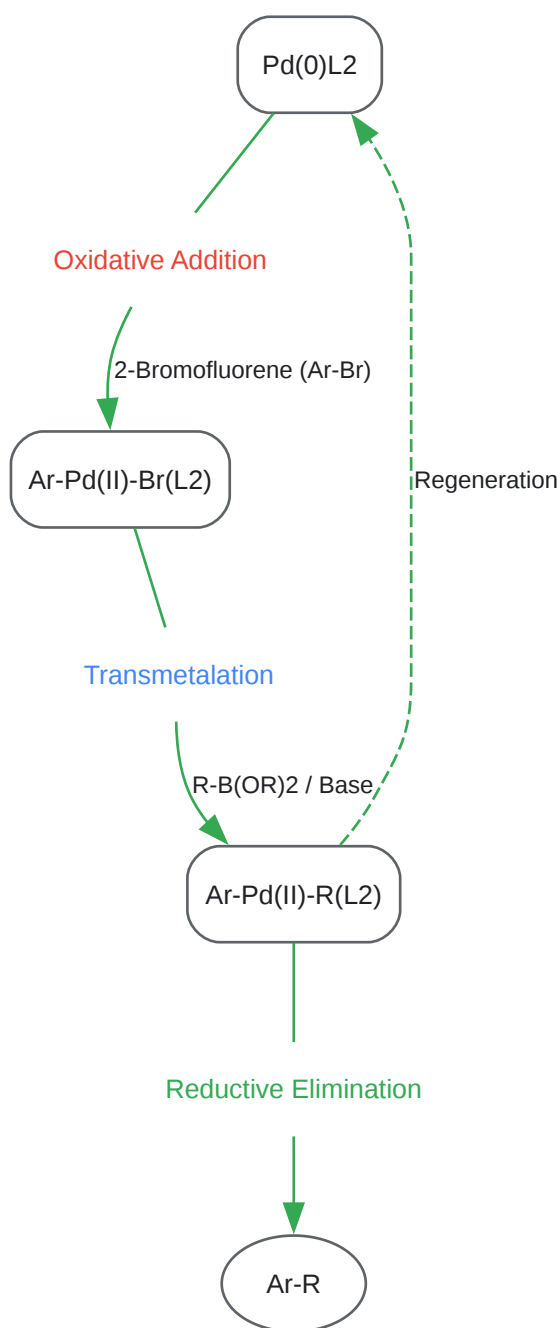 Pd(0)L2
Oxidative Addition
2-Bromofluorene (Ar-Br)
Ar-Pd(II)-Br(L2)
Regeneration
Transmetalation
R-B(OR)2 / Base
Ar-Pd(II)-R(L2)
Reductive Elimination
Ar-R